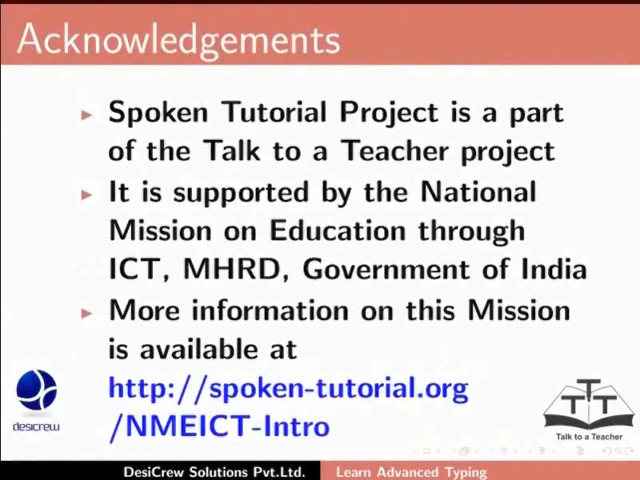 Acknowledgements
Spoken Tutorial Project is a part
of the Talk to a Teacher project
It is supported by the National
Mission on Education through
ICT, MHRD, Government of India
More information on this Mission
is available at
http://spoken-tutorial.org
/NMEICT-Intro
desicrew
TTT
Talk to a Teacher
DesiCrew Solutions Pvt.Ltd.
Learn Advanced Typing